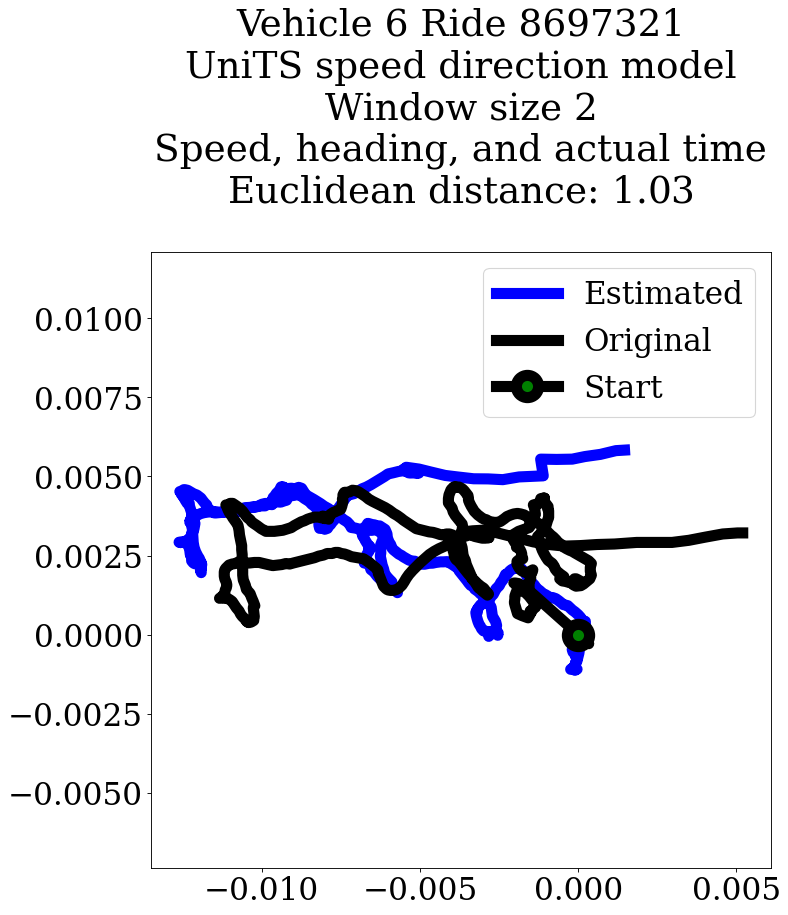 Vehicle 6 Ride 8697321
UniTS speed direction model
Window size 2
Speed, heading, and actual time
Euclidean distance: 1.03
Estimated
Original
Start
0.0100
0.0075
0.0050
0.0025
0.0000
−0.0025
−0.0050
−0.010
−0.005
0.000
0.005